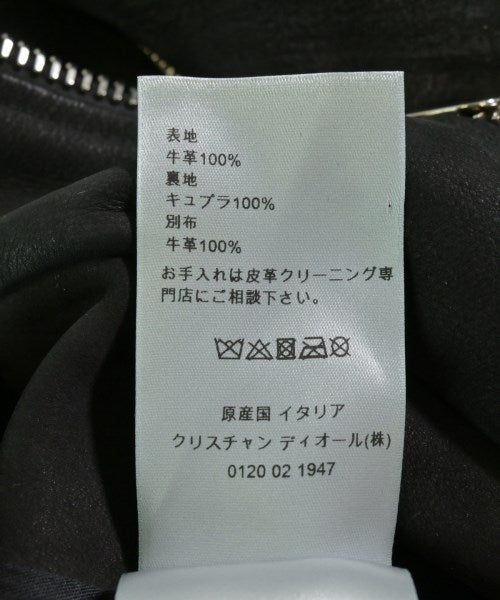 表地
牛革100%
裏地
キュプラ100%
別布
牛革100%
お手入れは皮革クリーニング専
門店にご相談下さい。
原産国 イタリア
クリスチャン ディオール(株)
0120 02 1947